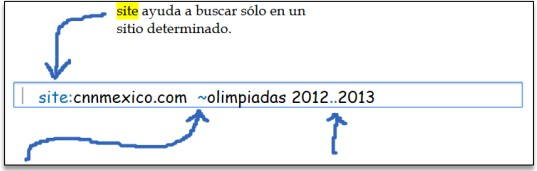 site ayuda a buscar sólo en un
sitio determinado.
site:cnnmexico.com ~olimpiadas 2012..2013